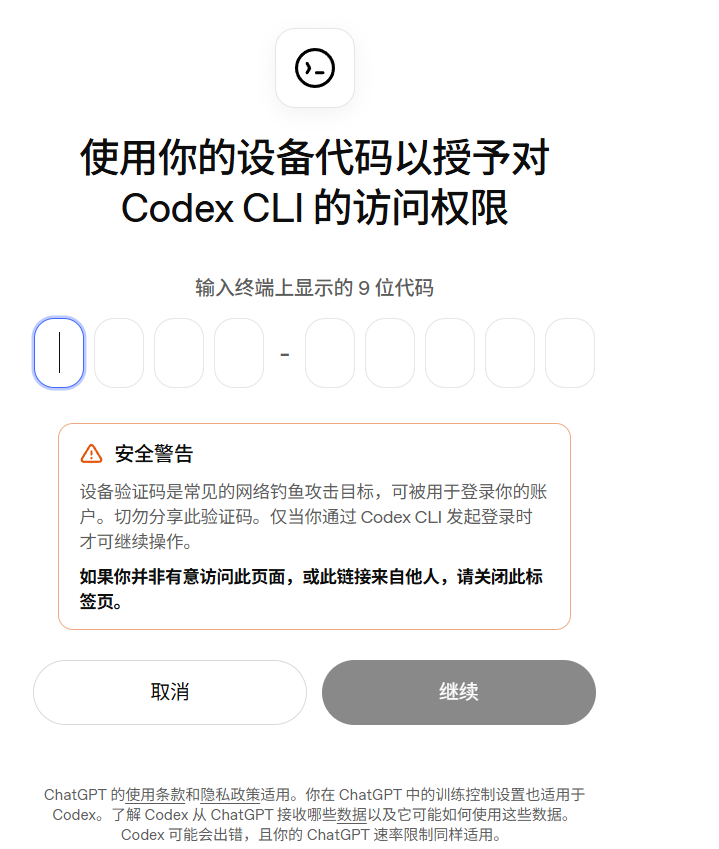 使用你的设备代码以授予对
Codex CLI 的访问权限
输入终端上显示的 9 位代码
-
安全警告
设备验证码是常见的网络钓鱼攻击目标，可被用于登录你的账
户。切勿分享此验证码。仅当你通过 Codex CLI 发起登录时
才可继续操作。
如果你并非有意访问此页面，或此链接来自他人，请关闭此标
签页。
取消
继续
ChatGPT 的使用条款和隐私政策适用。你在 ChatGPT 中的训练控制设置也适用于
Codex。了解 Codex 从 ChatGPT 接收哪些数据以及它可能如何使用这些数据。
Codex 可能会出错，且你的 ChatGPT 速率限制同样适用。